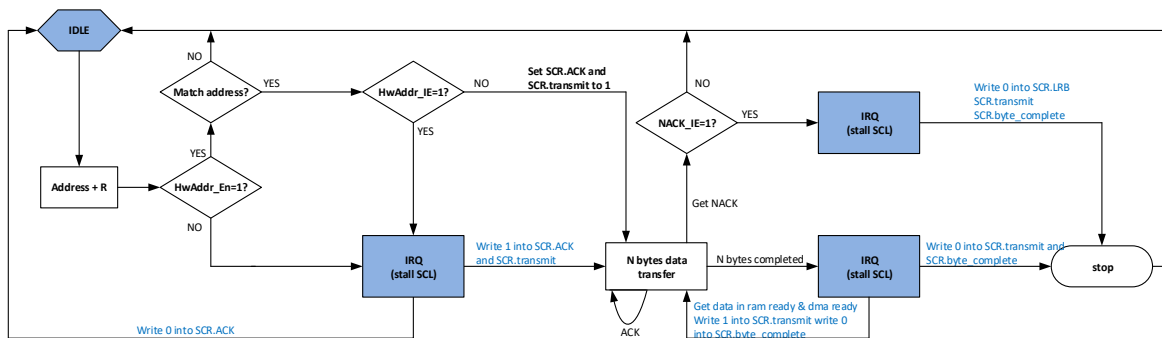 IDLE
NO
NO
Match address?
YES
HwAddr_IE=1?
NO
Set SCR.ACK and
SCR.transmit to 1
NACK_IE=1?
YES
IRQ
(stall SCL)
Write 0 into SCR.LRB
SCR.transmit
SCR.byte_complete
YES
YES
Address + R
HwAddr_En=1?
NO
Get NACK
IRQ
(stall SCL)
Write 1 into SCR.ACK
and SCR.transmit
N bytes data
transfer
N bytes completed
IRQ
(stall SCL)
Write 0 into SCR.transmit and
SCR.byte_complete
stop
Get data in ram ready & dma ready
Write 1 into SCR.transmit write 0
into SCR.byte_complete
ACK
Write 0 into SCR.ACK